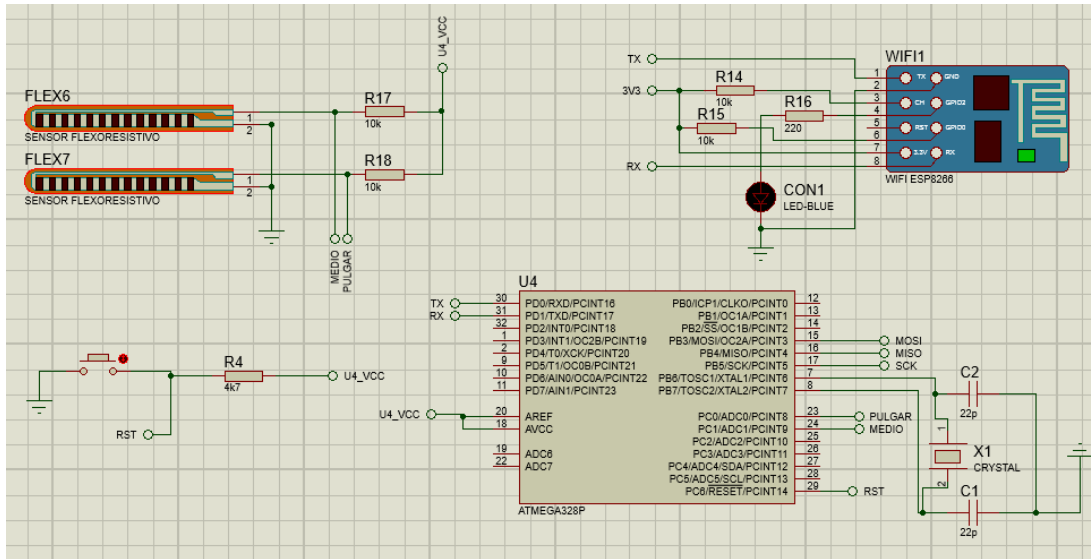 U4_VCC
FLEX6
1
2
SENSOR FLEXORESISTIVO
R17
10k
FLEX7
1
2
SENSOR FLEXORESISTIVO
R18
10k
MEDIO
PULGAR
TX
3V3
RX
R14
10k
R15
10k
R16
220
CON1
LED-BLUE
WIFI1
1 TX GND
2
3 CH GPIO2
4
5 RST GPIO0
6
7 3.3V RX
8
WIFI ESP8266
R4
4k7
U4_VCC
RST
U4
TX 30 PD0/RXD/PCINT16 PB0/ICP1/CLKO/PCINT0 12
RX 31 PD1/TXD/PCINT17 PB1/OC1A/PCINT1 13
32 PD2/INT0/PCINT18 PB2/SS/OC1B/PCINT2 14
1 PD3/INT1/OC2B/PCINT19 PB3/MOSI/OC2A/PCINT3 15 MOSI
2 PD4/T0/XCK/PCINT20 PB4/MISO/PCINT4 16 MISO
9 PD5/T1/OC0B/PCINT21 PB5/SCK/PCINT5 17 SCK
10 PD6/AIN0/OC0A/PCINT22 PB6/TOSC1/XTAL1/PCINT6 7
11 PD7/AIN1/PCINT23 PB7/TOSC2/XTAL2/PCINT7 8
U4_VCC 20 AREF PC0/ADC0/PCINT8 23 PULGAR
18 AVCC PC1/ADC1/PCINT9 24 MEDIO
PC2/ADC2/PCINT10 25
19 ADC6 PC3/ADC3/PCINT11 26
22 ADC7 PC4/ADC4/SDA/PCINT12 27
PC5/ADC5/SCL/PCINT13 28
PC6/RESET/PCINT14 29 RST
ATMEGA328P
C2
22p
1
X1
CRYSTAL
2
C1
22p